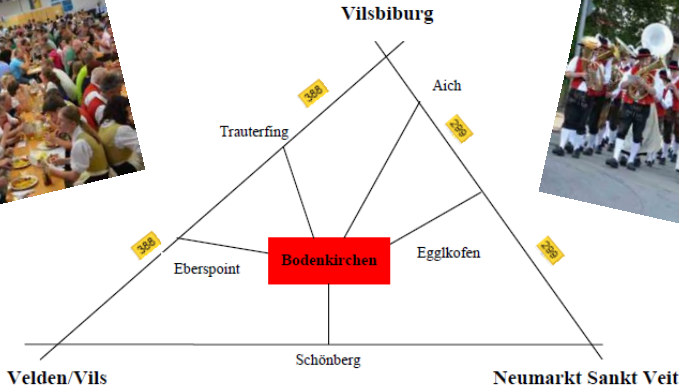 Vilsbiburg
388
Aich
299
Trauterfing
388
Eberspoint
Bodenkirchen
Egglkofen
299
Schönberg
Velden/Vils
Neumarkt Sankt Veit